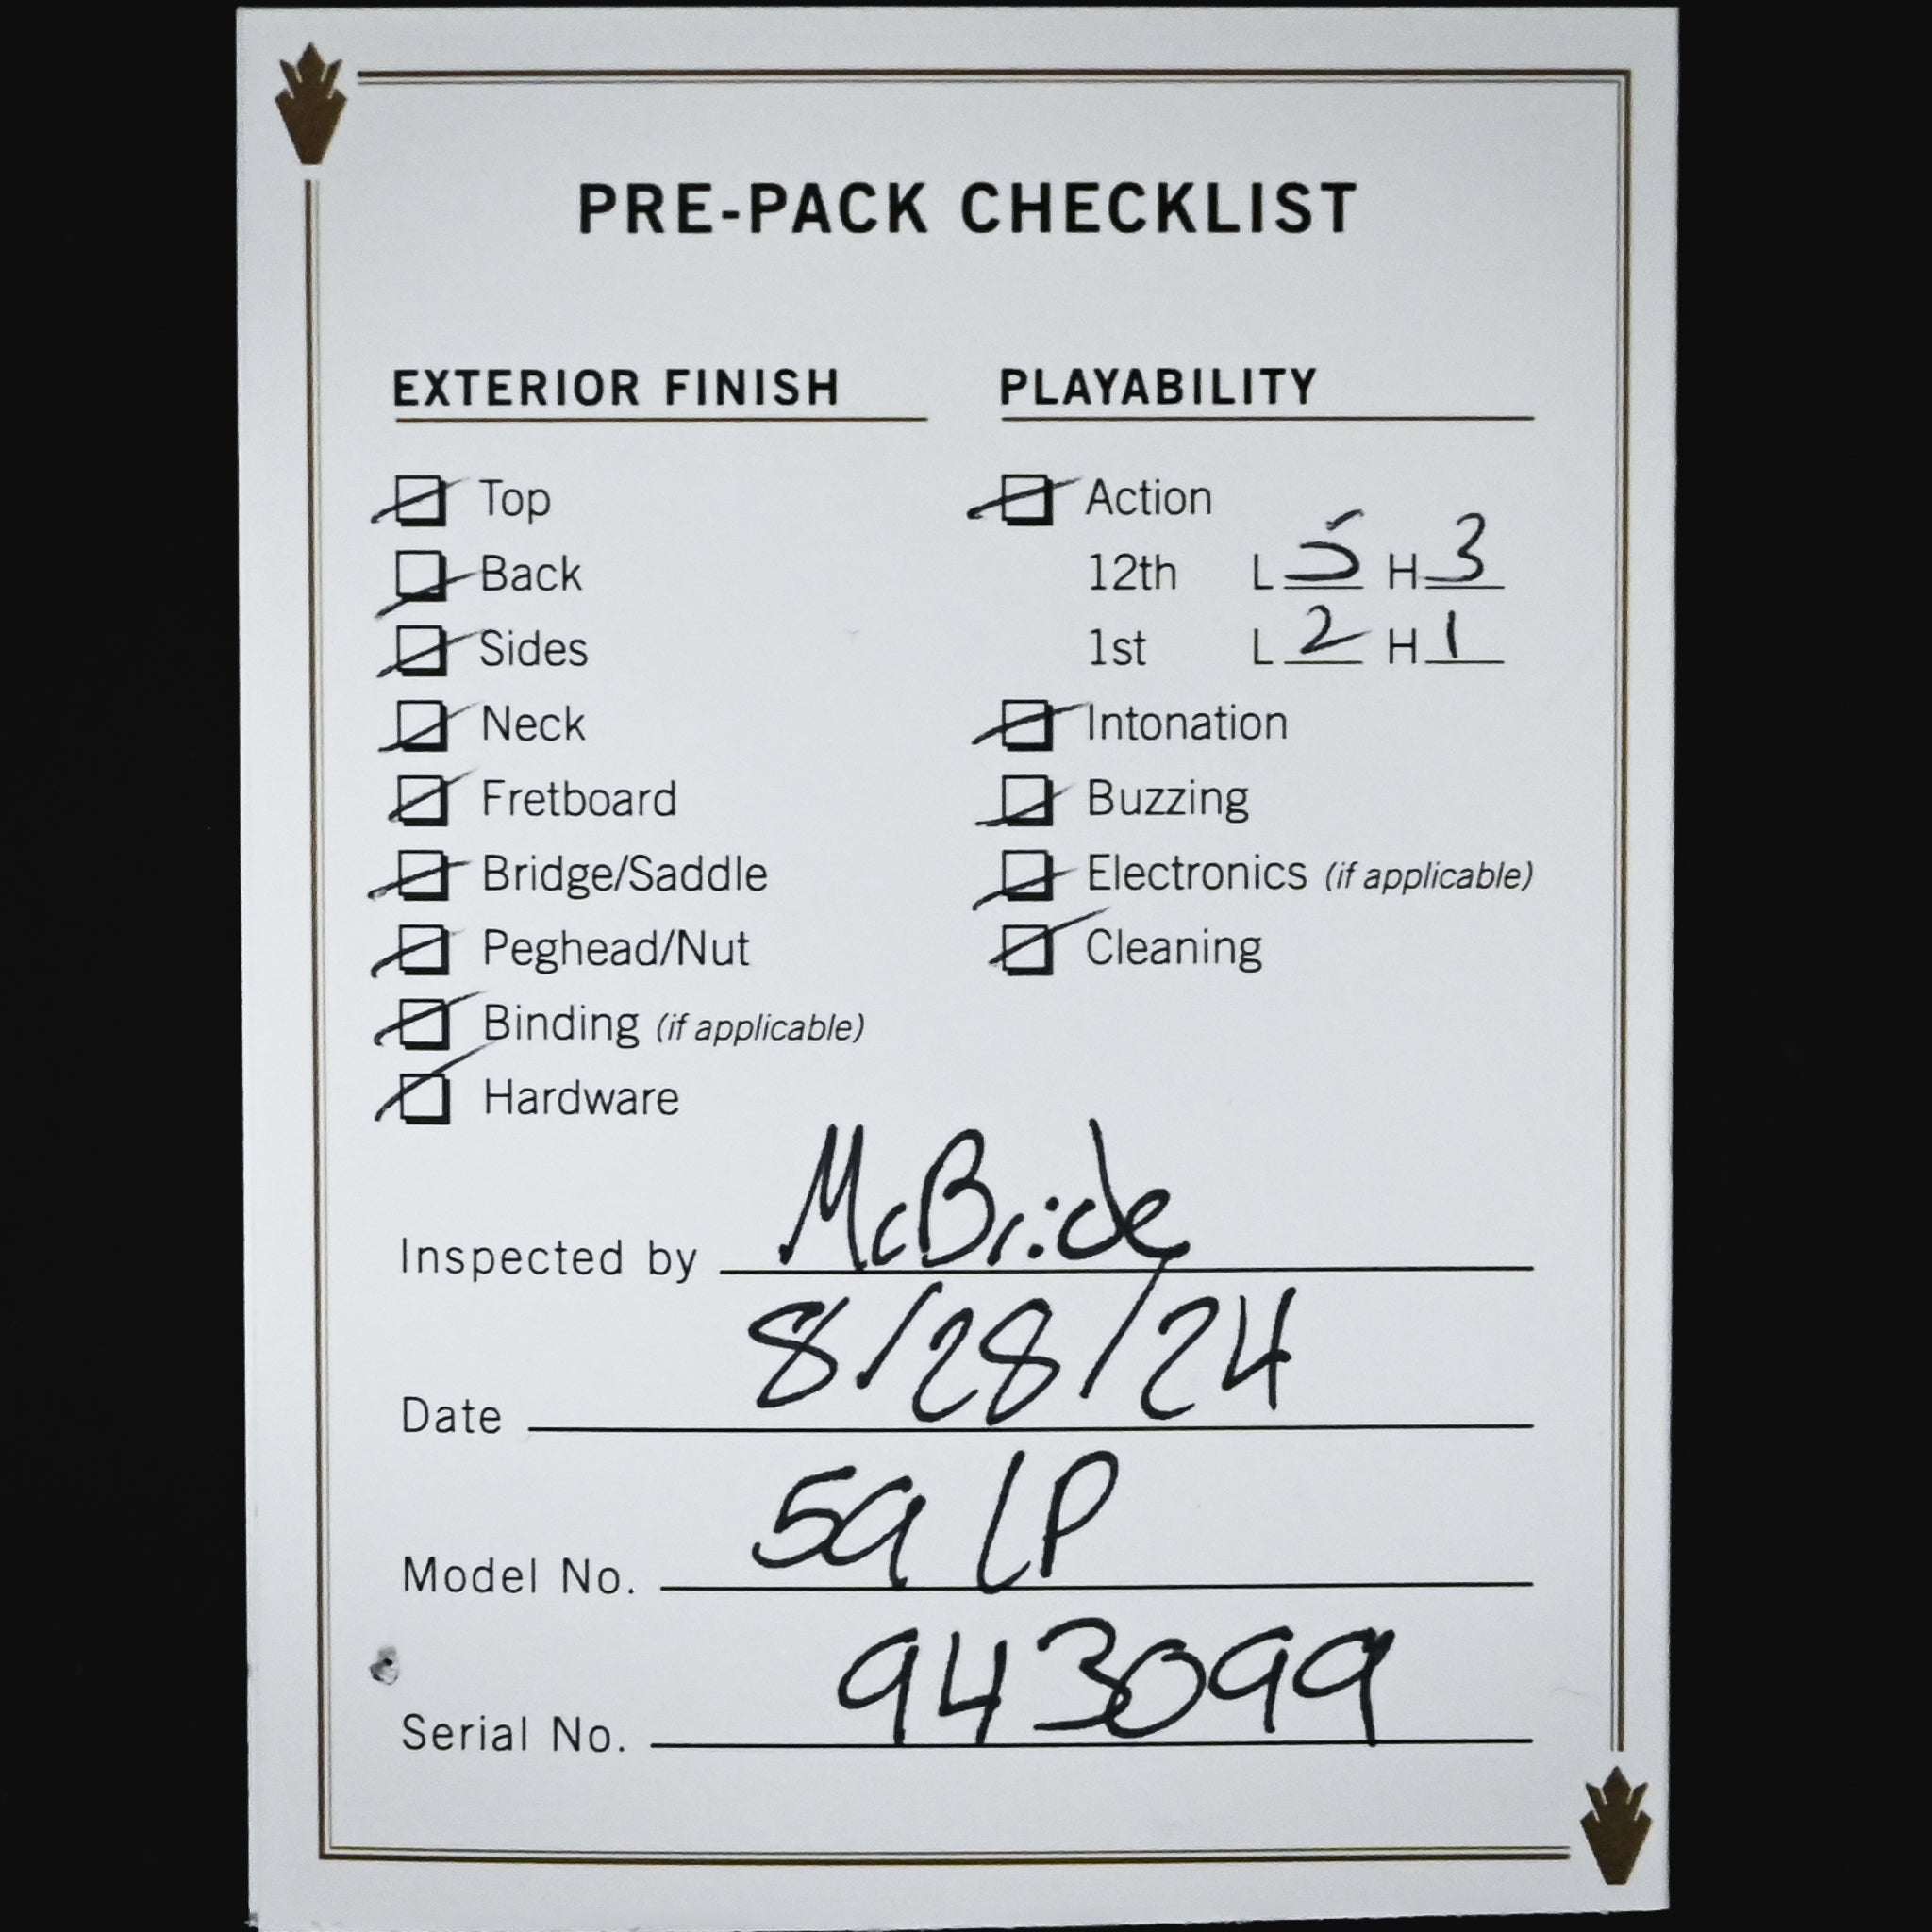 PRE-PACK CHECKLIST
EXTERIOR FINISH
Top
Back
Sides
Neck
Fretboard
Bridge/Saddle
Peghead/Nut
Binding (if applicable)
Hardware
PLAYABILITY
Action
12th L 5 H 3
1st L 2 H 1
Intonation
Buzzing
Electronics (if applicable)
Cleaning
Inspected by McBride
Date 8/28/24
Model No. 59 LP
Serial No. 943099